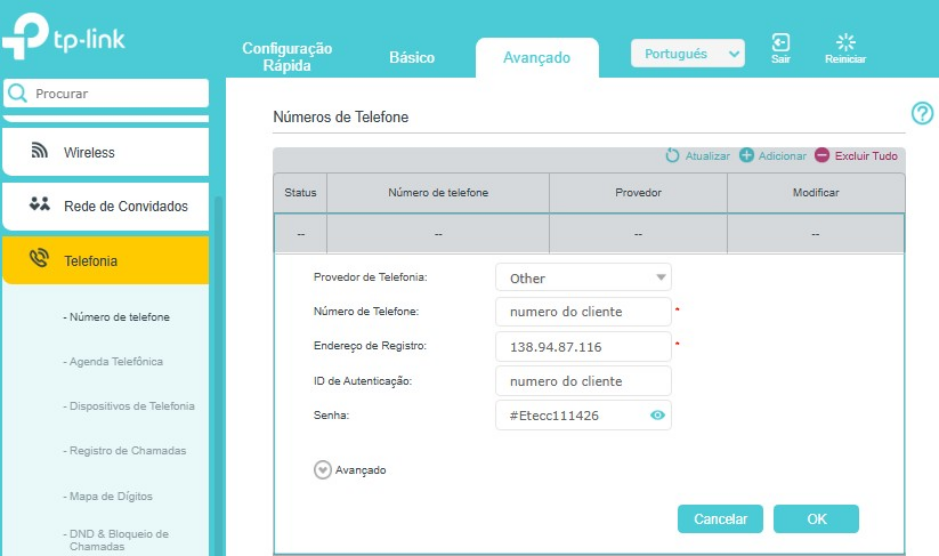 tp-link
Configuração
Rápida
Básico
Avançado
Português
Sair
Reiniciar
Procurar
Wireless
Rede de Convidados
Telefonia
- Número de telefone
- Agenda Telefônica
- Dispositivos de Telefonia
- Registro de Chamadas
- Mapa de Dígitos
- DND & Bloqueio de
Chamadas
Números de Telefone
?
Atualizar Adicionar Excluir Tudo
Status Número de telefone Provedor Modificar
-- -- -- --
Provedor de Telefonia: Other
Número de Telefone: numero do cliente *
Endereço de Registro: 138.94.87.116 *
ID de Autenticação: numero do cliente
Senha: #Etecc111426
Avançado
Cancelar OK